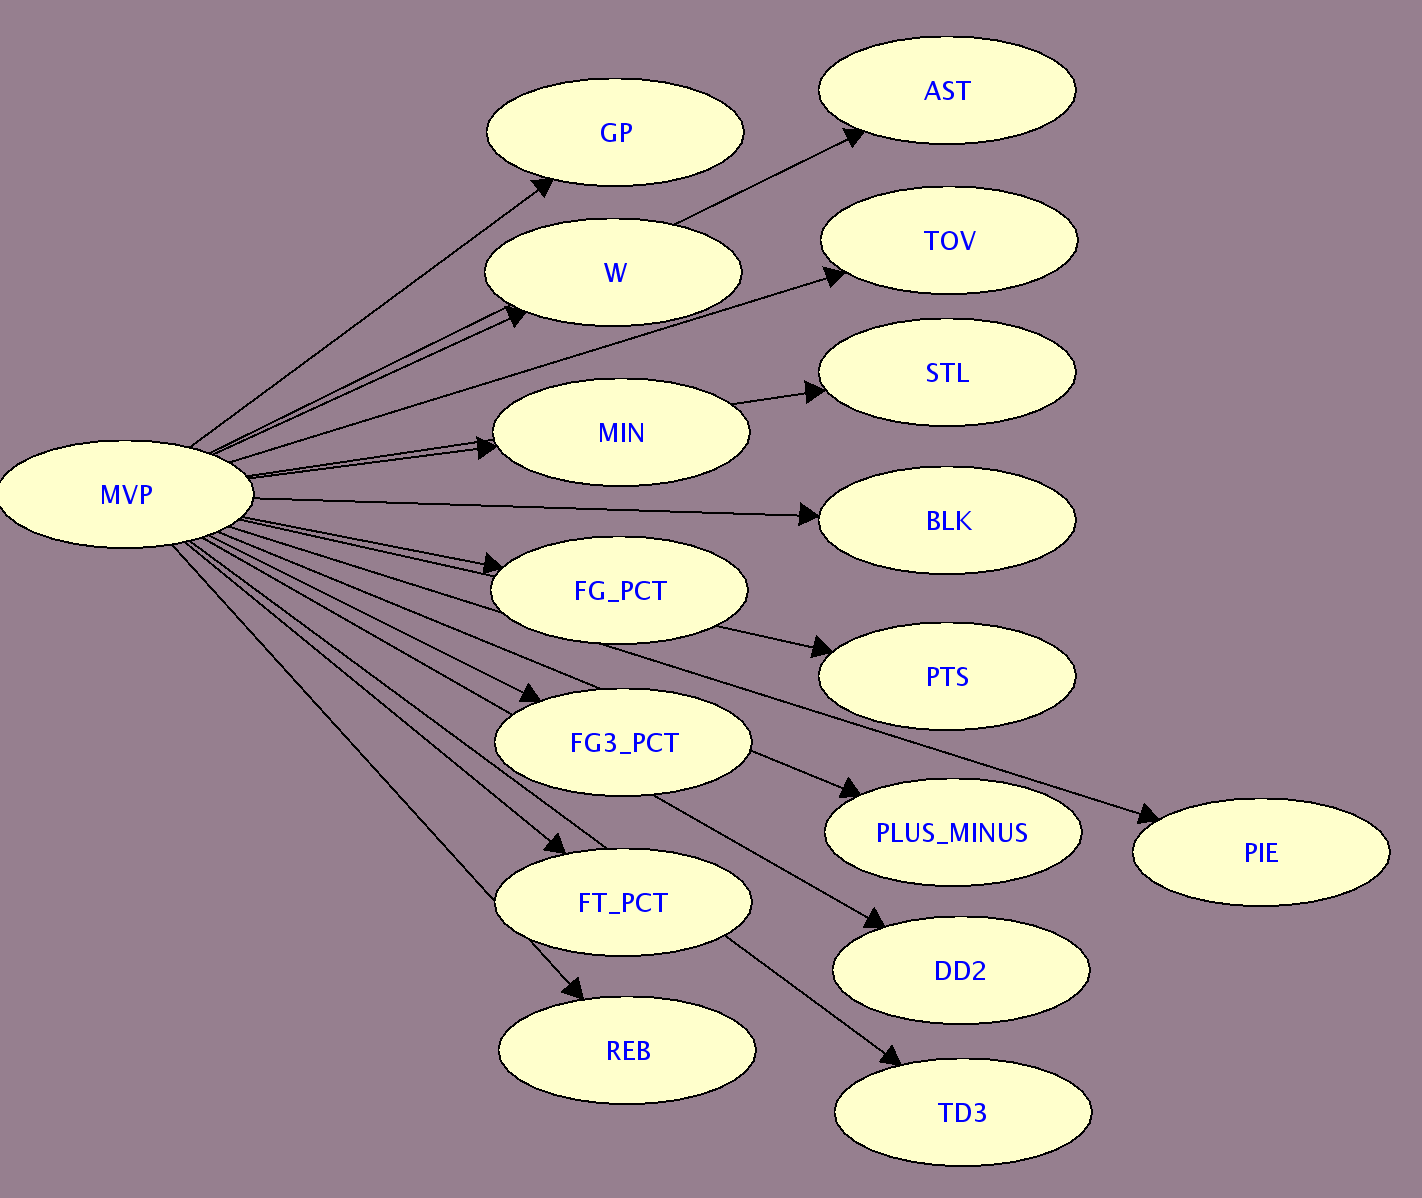 MVP
GP
W
MIN
FG_PCT
FG3_PCT
FT_PCT
REB
AST
TOV
STL
BLK
PTS
PLUS_MINUS
DD2
TD3
PIE